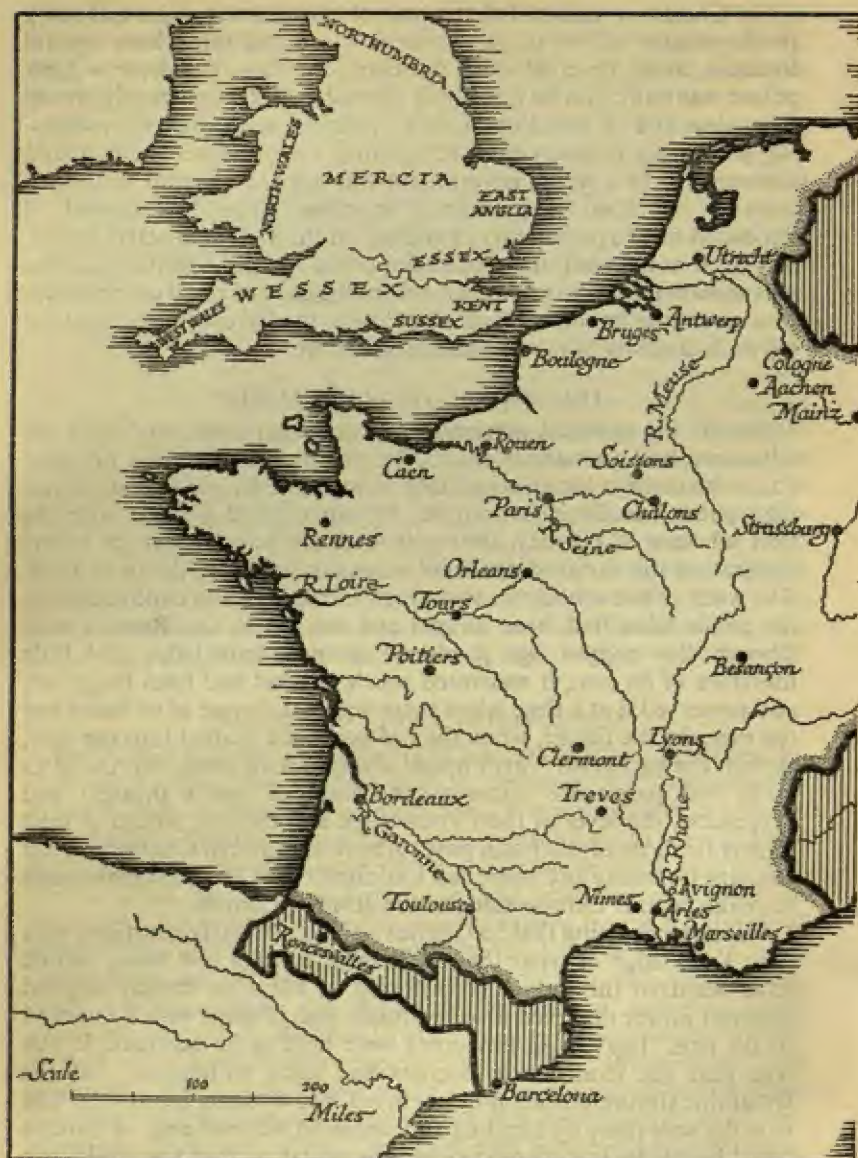 NORTHUMBRIA
NORTH WALES
MERCIA
EAST
ANGLIA
ESSEX
WESSEX
KENT
WEST WALES
SUSSEX
Utrecht
Bruges
Antwerp
Boulogne
Cologne
Aachen
Mainz
R. Meuse
Rouen
Caen
Soissons
Paris
Châlons
R. Seine
Strassburg
Rennes
Orleans
R. Loire
Tours
Poitiers
Besançon
Lyons
Clermont
Bordeaux
Treves
Garonne
R. Rhone
Avignon
Toulouse
Nimes
Arles
Marseilles
Roncesvalles
Scale
100
200
Miles
Barcelona